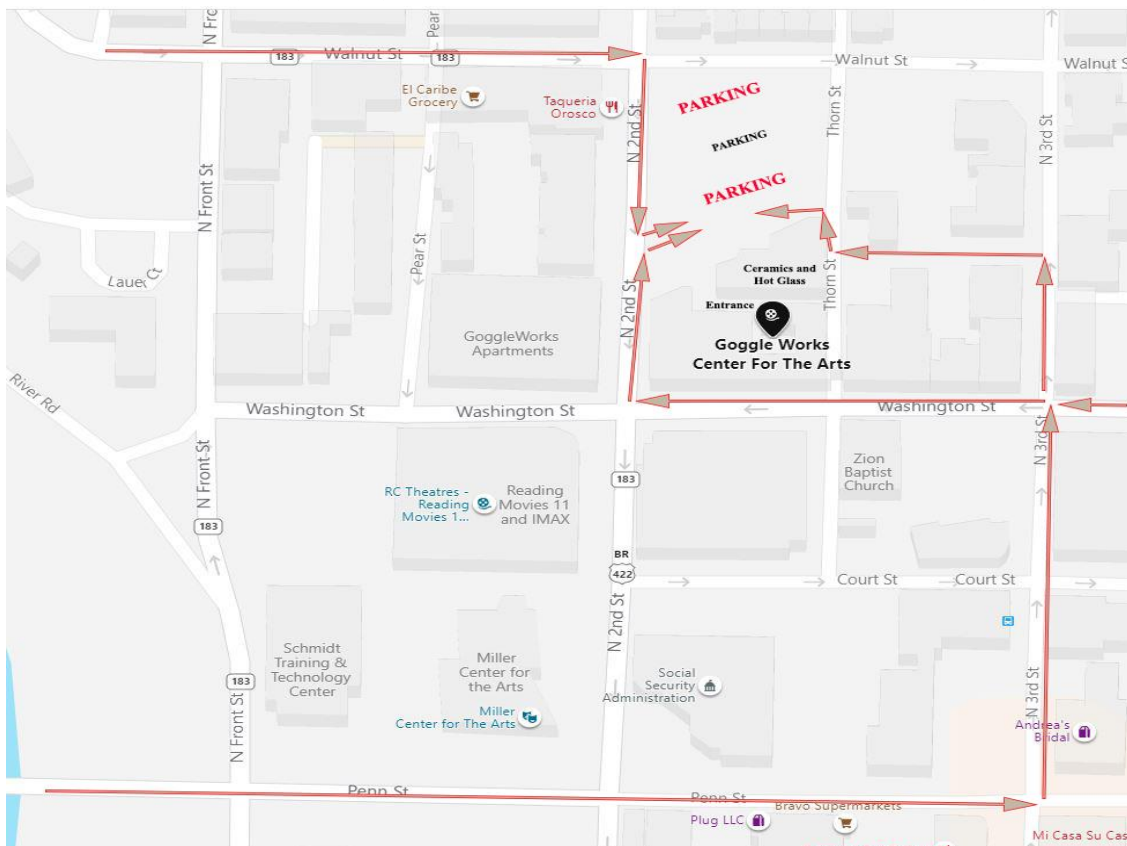 N Fr
Pear
183
Walnut St
183
Walnut St
Walnut S
El Caribe
Grocery
Taqueria
Orosco
PARKING
PARKING
PARKING
N 2nd St
Thorn St
N 3rd St
N Front St
Pear St
Lauer Ct
N 2nd St
Ceramics and
Hot Glass
Entrance
Thorn St
GoggleWorks
Apartments
Goggle Works
Center For The Arts
River Rd
Washington St
Washington St
Washington St
N Front St
N 3rd St
183
RC Theatres -
Reading
Movies 1...
Reading
Movies 11
and IMAX
183
Zion
Baptist
Church
BR
422
Court St
Court St
N 2nd St
Schmidt
Training &
Technology
Center
183
N Front St
Miller
Center for
the Arts
Miller
Center for The Arts
Social
Security
Administration
N 3rd St
Andrea's
Bridal
Penn St
Penn St
Bravo Supermarkets
Plug LLC
Mi Casa Su Cas